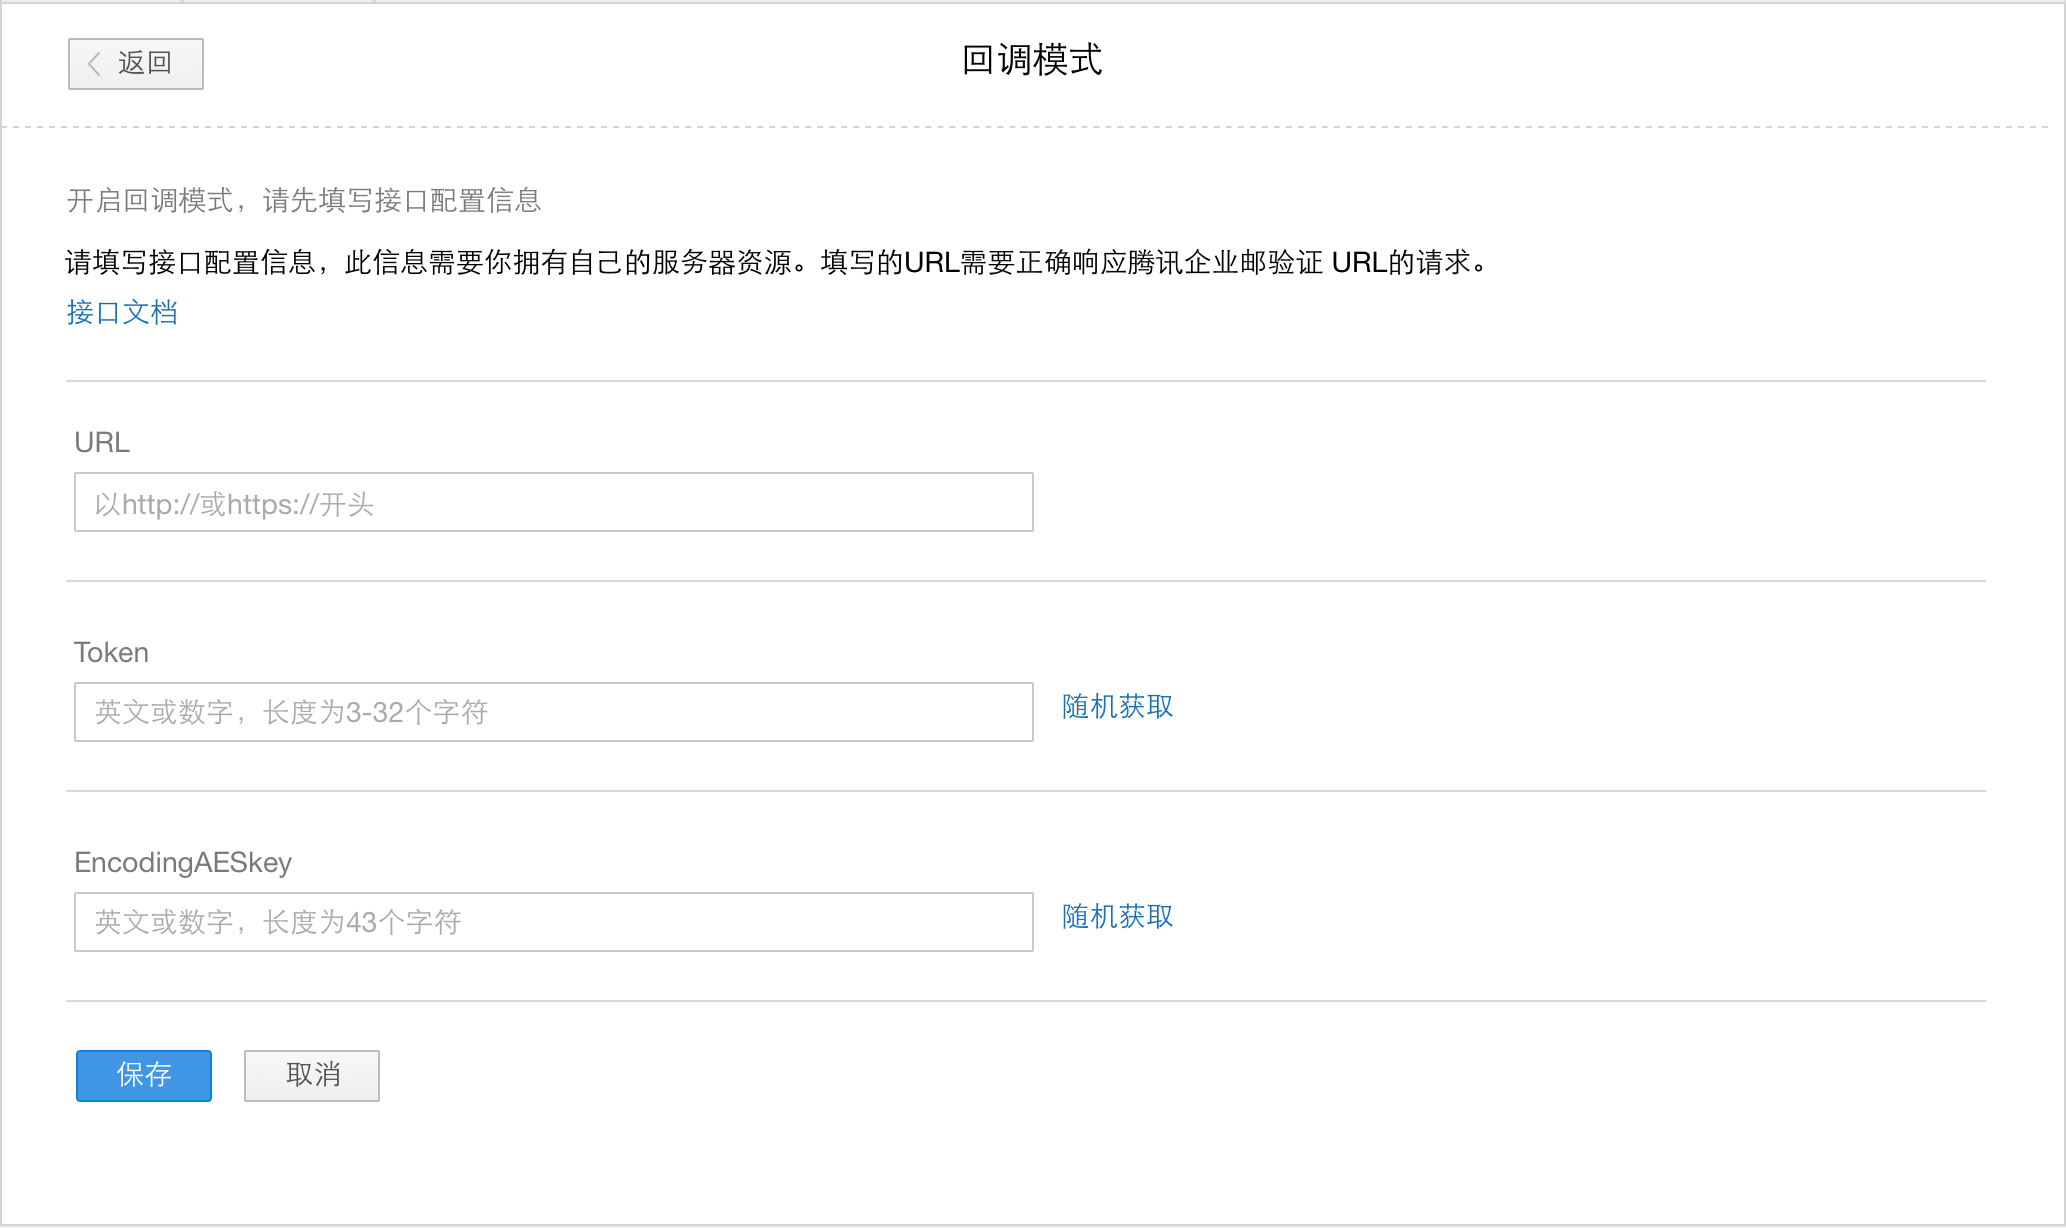 返回
回调模式
开启回调模式，请先填写接口配置信息
请填写接口配置信息，此信息需要你拥有自己的服务器资源。填写的URL需要正确响应腾讯企业邮验证 URL的请求。
接口文档
URL
以http://或https://开头
Token
英文或数字，长度为3-32个字符
随机获取
EncodingAESkey
英文或数字，长度为43个字符
随机获取
保存
取消